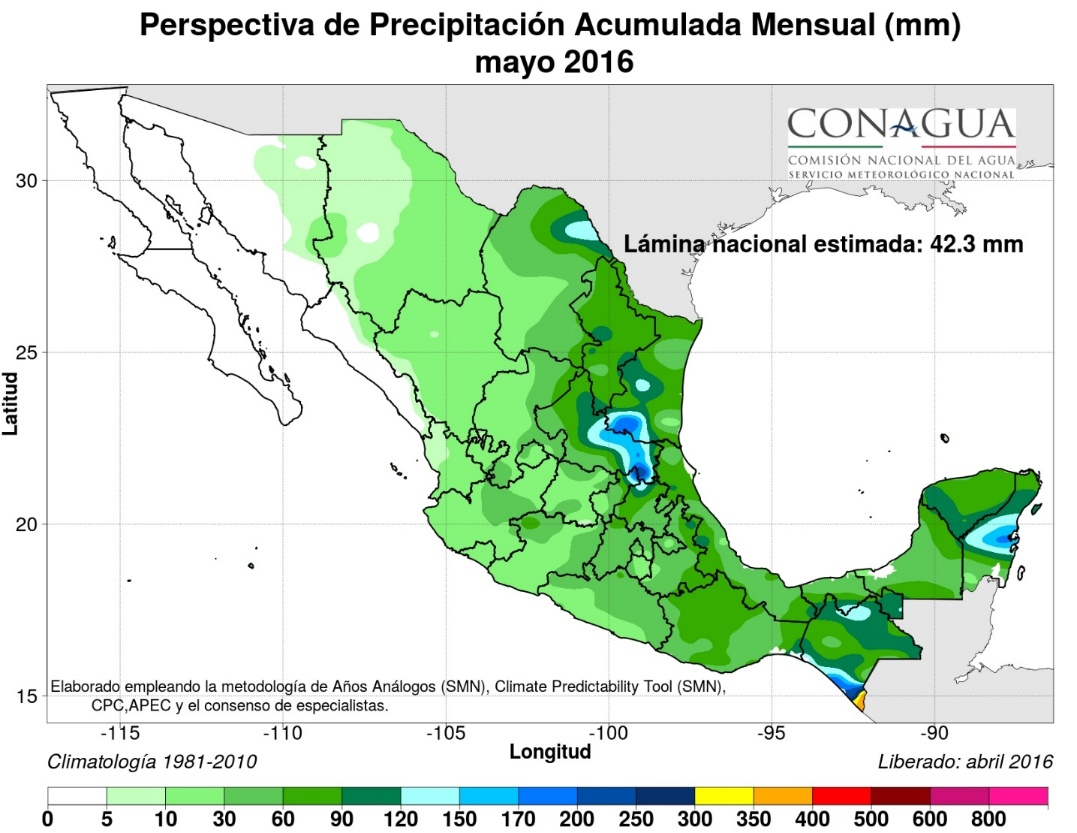 Perspectiva de Precipitación Acumulada Mensual (mm)
mayo 2016
CONAGUA
COMISIÓN NACIONAL DEL AGUA
SERVICIO METEOROLÓGICO NACIONAL
Lámina nacional estimada: 42.3 mm
30
25
20
15
Latitud
Elaborado empleando la metodología de Años Análogos (SMN), Climate Predictability Tool (SMN),
CPC,APEC y el consenso de especialistas.
-115 -110 -105 -100 -95 -90
Longitud
Climatología 1981-2010
Liberado: abril 2016
0 5 10 30 60 90 120 150 170 200 250 300 350 400 500 600 700 800